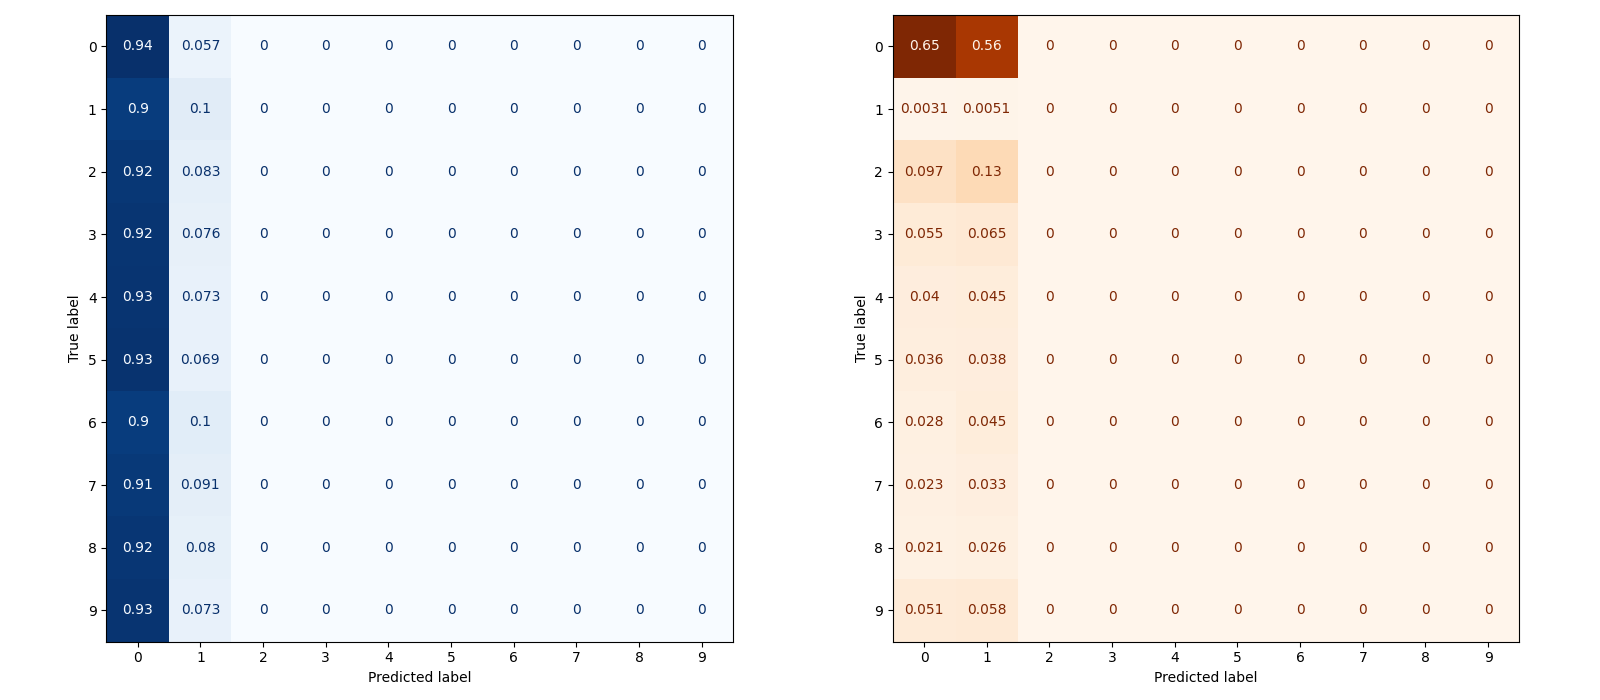 0 0.94 0.057 0 0 0 0 0 0 0 0
1 0.9 0.1 0 0 0 0 0 0 0 0
2 0.92 0.083 0 0 0 0 0 0 0 0
3 0.92 0.076 0 0 0 0 0 0 0 0
4 0.93 0.073 0 0 0 0 0 0 0 0
5 0.93 0.069 0 0 0 0 0 0 0 0
6 0.9 0.1 0 0 0 0 0 0 0 0
7 0.91 0.091 0 0 0 0 0 0 0 0
8 0.92 0.08 0 0 0 0 0 0 0 0
9 0.93 0.073 0 0 0 0 0 0 0 0
0 1 2 3 4 5 6 7 8 9
True label
Predicted label
0 0.65 0.56 0 0 0 0 0 0 0 0
1 0.0031 0.0051 0 0 0 0 0 0 0 0
2 0.097 0.13 0 0 0 0 0 0 0 0
3 0.055 0.065 0 0 0 0 0 0 0 0
4 0.04 0.045 0 0 0 0 0 0 0 0
5 0.036 0.038 0 0 0 0 0 0 0 0
6 0.028 0.045 0 0 0 0 0 0 0 0
7 0.023 0.033 0 0 0 0 0 0 0 0
8 0.021 0.026 0 0 0 0 0 0 0 0
9 0.051 0.058 0 0 0 0 0 0 0 0
0 1 2 3 4 5 6 7 8 9
True label
Predicted label